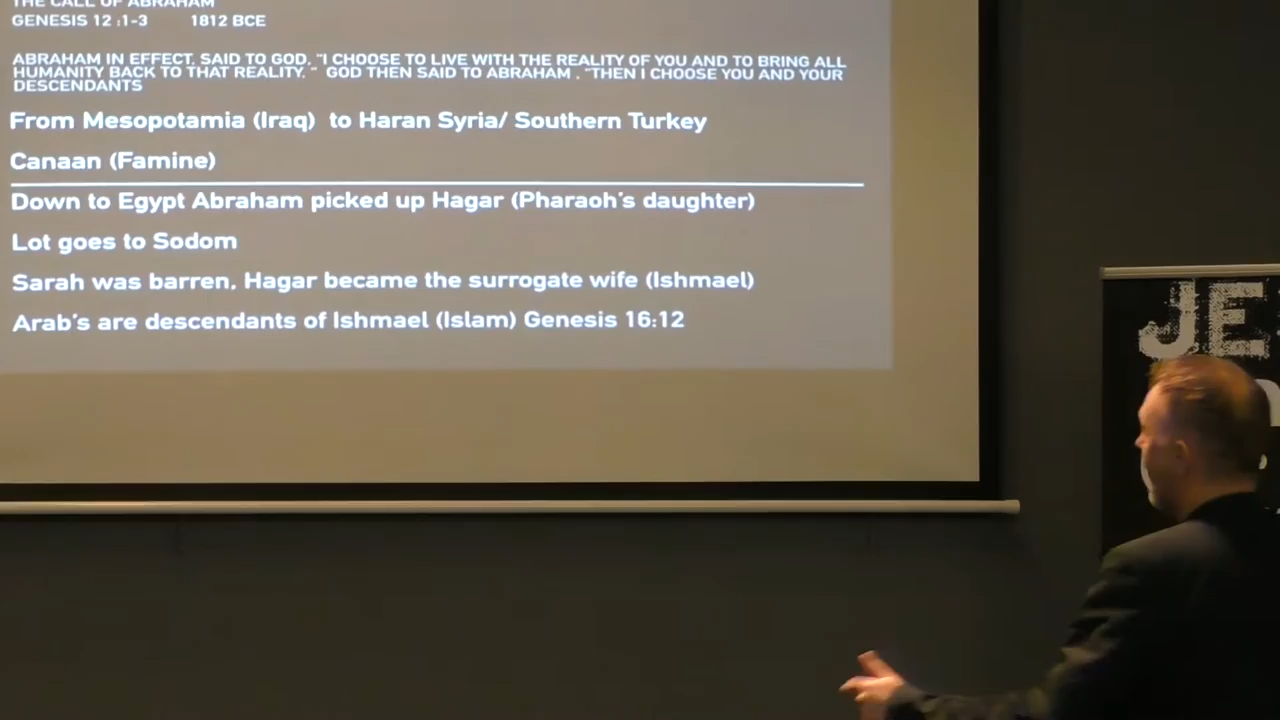 THE CALL OF ABRAHAM
GENESIS 12 :1-3 1812 BCE
ABRAHAM IN EFFECT, SAID TO GOD, "I CHOOSE TO LIVE WITH THE REALITY OF YOU AND TO BRING ALL
HUMANITY BACK TO THAT REALITY. " GOD THEN SAID TO ABRAHAM , "THEN I CHOOSE YOU AND YOUR
DESCENDANTS
From Mesopotamia (Iraq) to Haran Syria/ Southern Turkey
Canaan (Famine)
Down to Egypt Abraham picked up Hagar (Pharaoh's daughter)
Lot goes to Sodom
Sarah was barren, Hagar became the surrogate wife (Ishmael)
Arab's are descendants of Ishmael (Islam) Genesis 16:12
JE